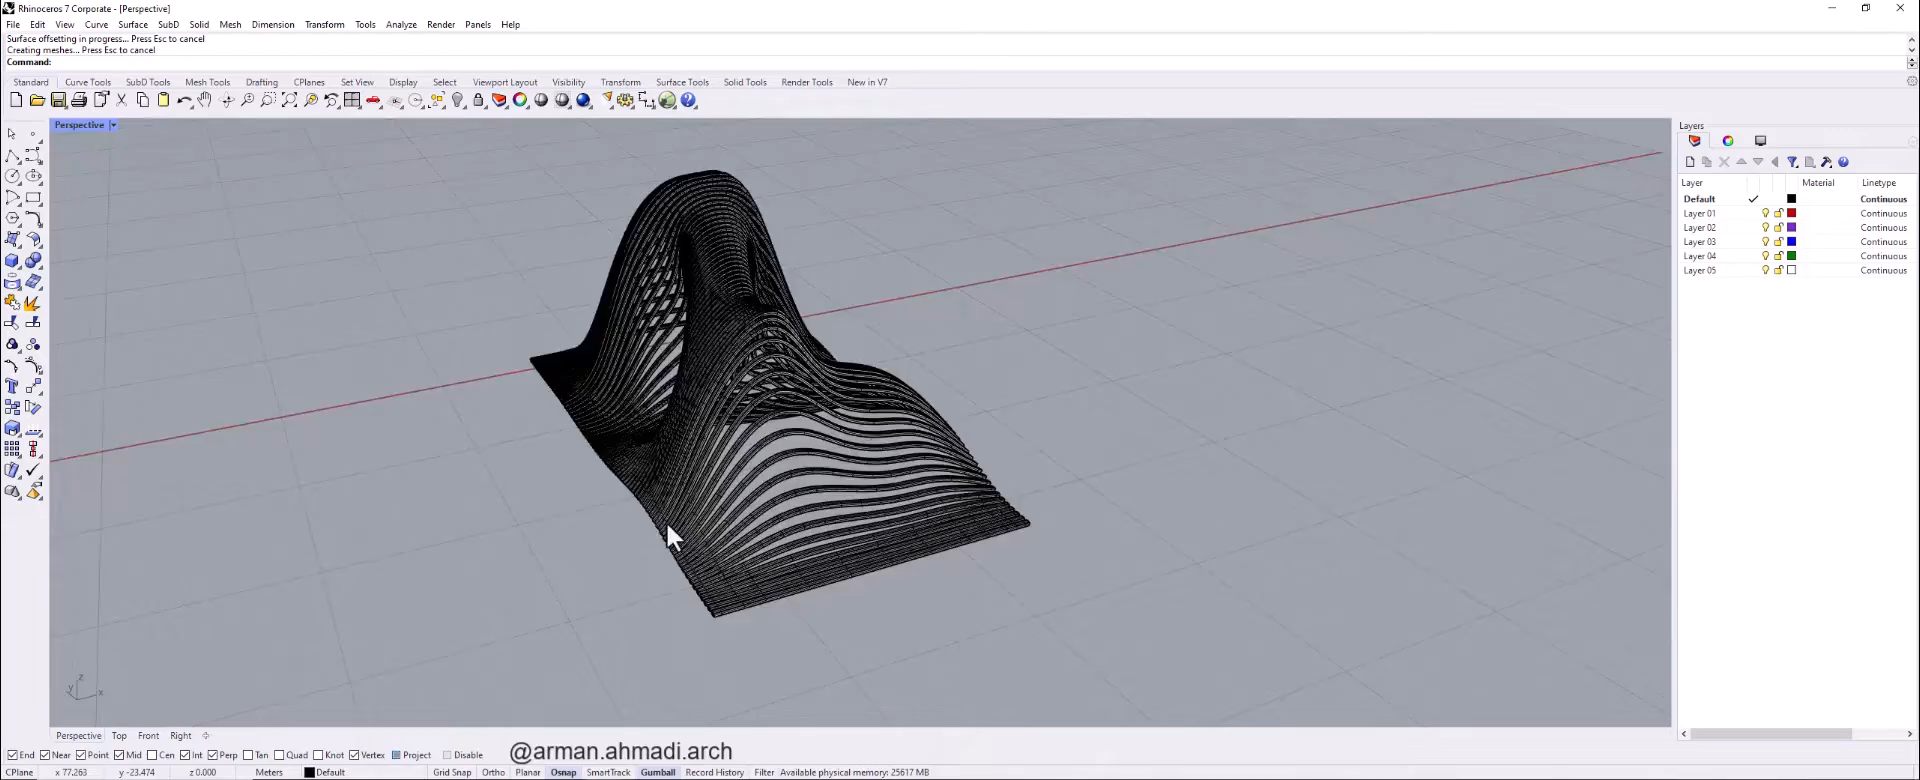 Rhinoceros 7 Corporate - [Perspective]
File Edit View Curve Surface SubD Solid Mesh Dimension Transform Tools Analyze Render Panels Help
Surface offsetting in progress... Press Esc to cancel
Creating meshes... Press Esc to cancel
Command:
Standard Curve Tools SubD Tools Mesh Tools Drafting CPlanes Set View Display Select Viewport Layout Visibility Transform Surface Tools Solid Tools Render Tools New in V7
Perspective
Layers
Layer Material Linetype
Default Continuous
Layer 01 Continuous
Layer 02 Continuous
Layer 03 Continuous
Layer 04 Continuous
Layer 05 Continuous
z
y x
Perspective Top Front Right
End Near Point Mid Cen Int Perp Tan Quad Knot Vertex Project Disable
@arman.ahmadi.arch
CPlane x 77.263 y -23.474 z 0.000 Meters Default Grid Snap Ortho Planar Osnap SmartTrack Gumball Record History Filter Available physical memory: 25617 MB